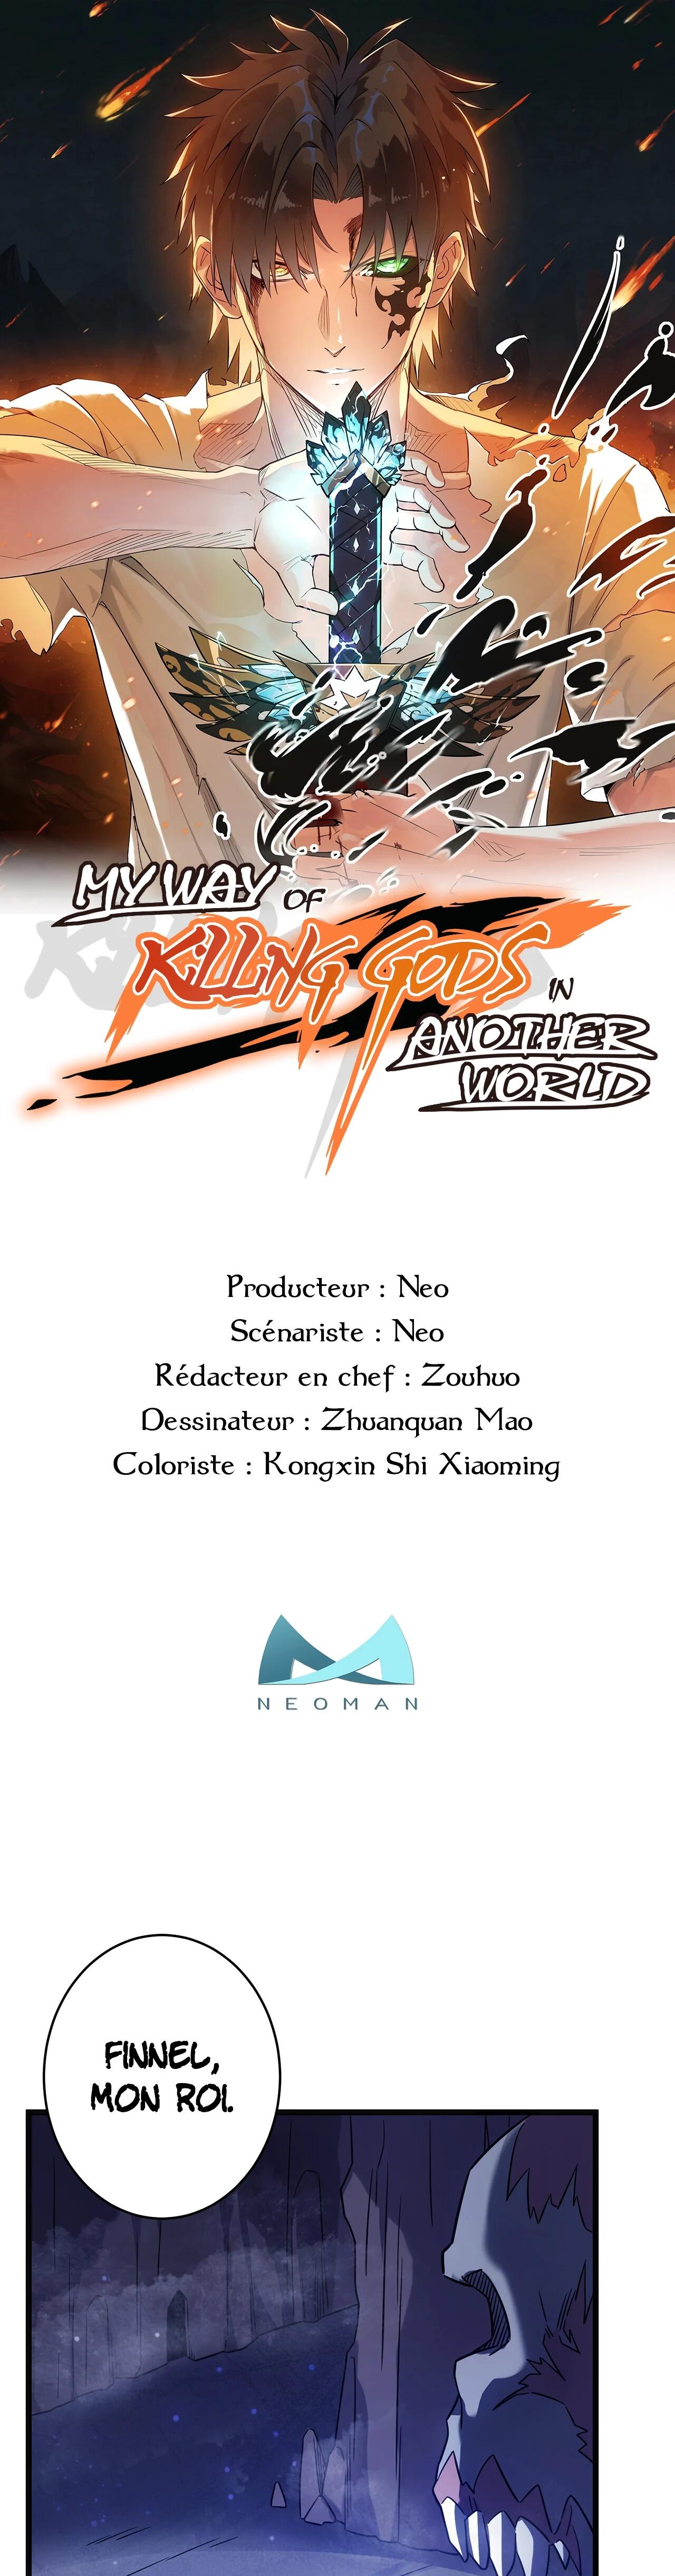 MY WAY OF
KILLING GODS IN
ANOTHER
WORLD
Producteur : Neo
Scénariste : Neo
Rédacteur en chef : Zouhuo
Dessinateur : Zhuanquan Mao
Coloriste : Kongxin Shi Xiaoming
NEOMAN
FINNEL,
MON ROI.